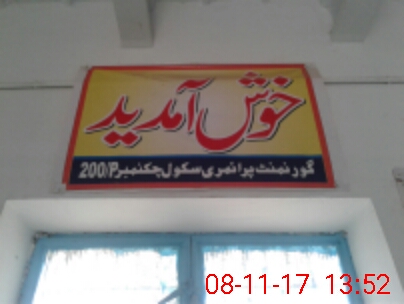 خوش آمدید
گورنمنٹ پرائمری سکول چک نمبر 200/P
08-11-17 13:52